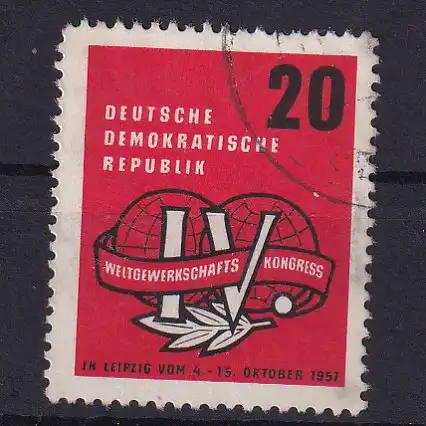 20
DEUTSCHE
DEMOKRATISCHE
REPUBLIK
IV.
WELTGEWERKSCHAFTS KONGRESS
IN LEIPZIG VOM 4-15. OKTOBER 1957